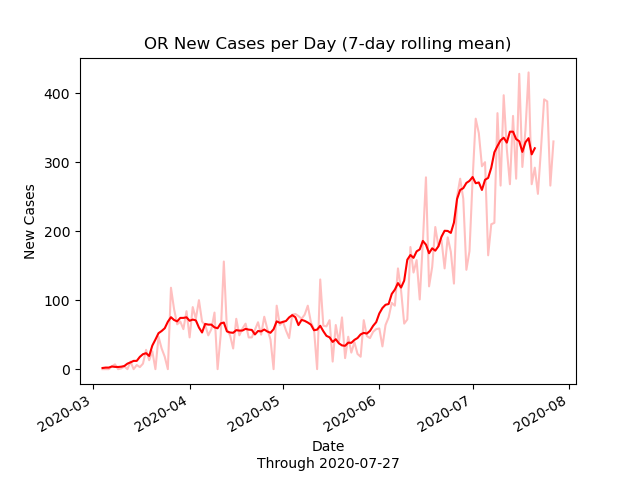 OR New Cases per Day (7-day rolling mean)
New Cases
400
300
200
100
0
2020-03
2020-04
2020-05
2020-06
2020-07
2020-08
Date
Through 2020-07-27